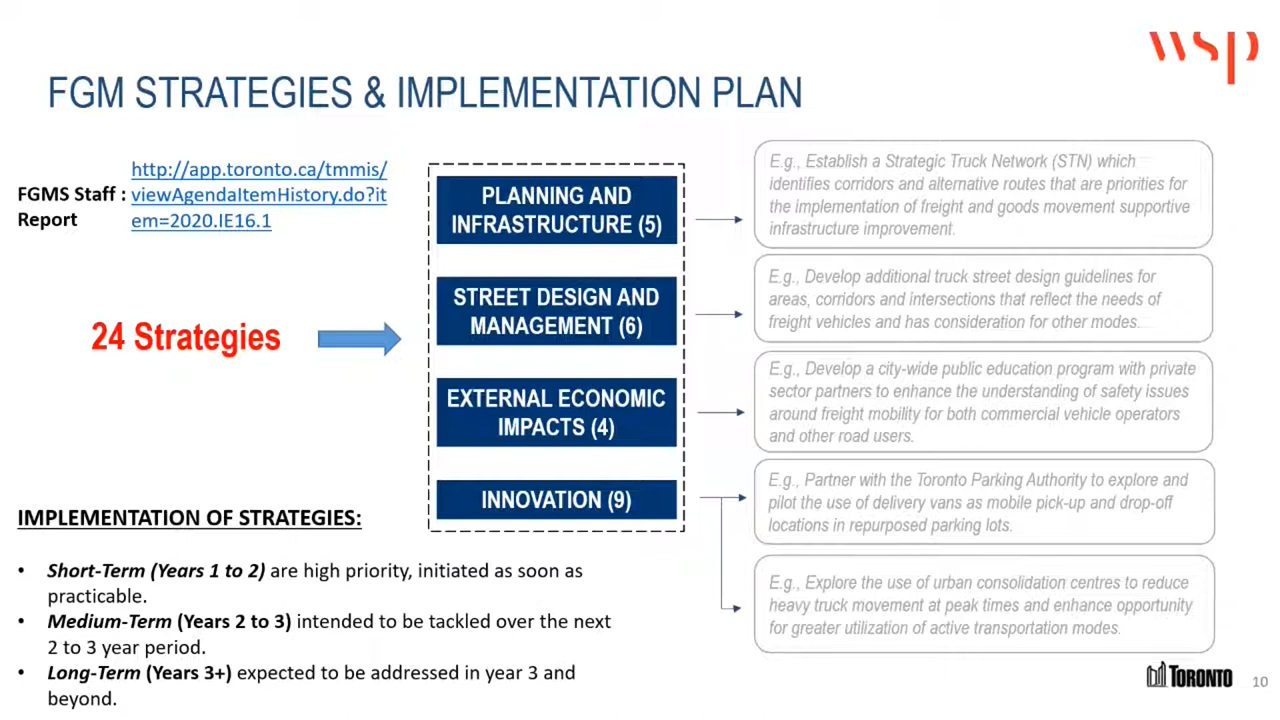 wsp
FGM STRATEGIES & IMPLEMENTATION PLAN
FGMS Staff :
Report
http://app.toronto.ca/tmmis/
viewAgendaItemHistory.do?it
em=2020.IE16.1
24 Strategies
PLANNING AND
INFRASTRUCTURE (5)
STREET DESIGN AND
MANAGEMENT (6)
EXTERNAL ECONOMIC
IMPACTS (4)
INNOVATION (9)
E.g., Establish a Strategic Truck Network (STN) which
identifies corridors and alternative routes that are priorities for
the implementation of freight and goods movement supportive
infrastructure improvement.
E.g., Develop additional truck street design guidelines for
areas, corridors and intersections that reflect the needs of
freight vehicles and has consideration for other modes.
E.g., Develop a city-wide public education program with private
sector partners to enhance the understanding of safety issues
around freight mobility for both commercial vehicle operators
and other road users.
E.g., Partner with the Toronto Parking Authority to explore and
pilot the use of delivery vans as mobile pick-up and drop-off
locations in repurposed parking lots.
E.g., Explore the use of urban consolidation centres to reduce
heavy truck movement at peak times and enhance opportunity
for greater utilization of active transportation modes.
IMPLEMENTATION OF STRATEGIES:
• Short-Term (Years 1 to 2) are high priority, initiated as soon as
practicable.
• Medium-Term (Years 2 to 3) intended to be tackled over the next
2 to 3 year period.
• Long-Term (Years 3+) expected to be addressed in year 3 and
beyond.
TORONTO
10